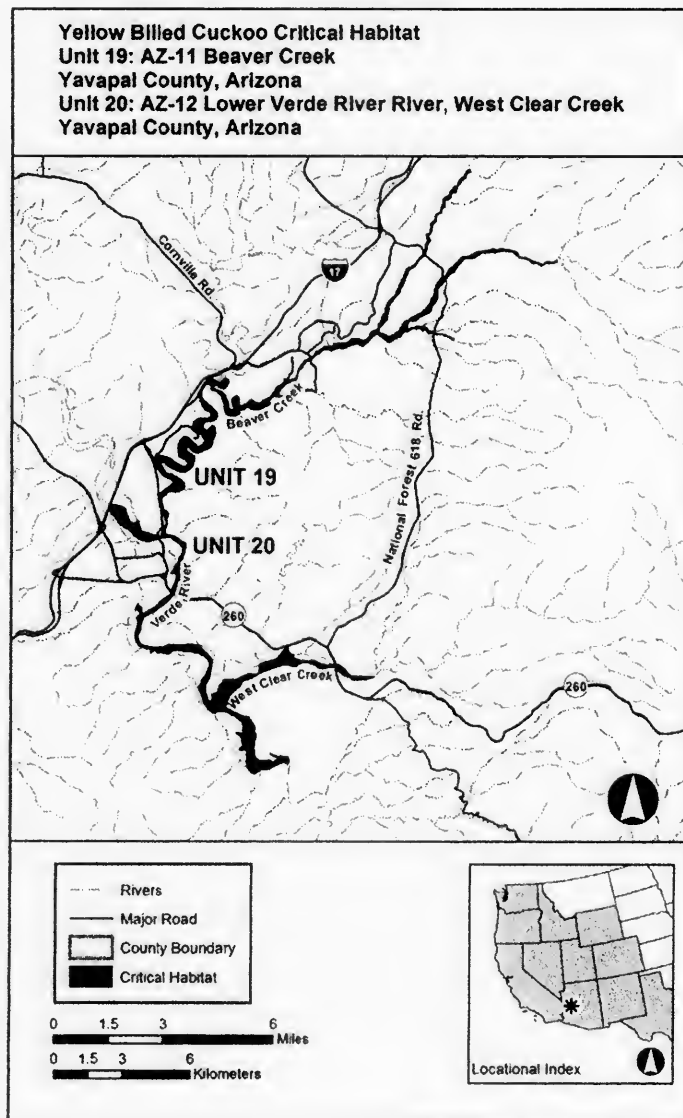 Yellow Billed Cuckoo Critical Habitat
Unit 19: AZ-11 Beaver Creek
Yavapal County, Arizona
Unit 20: AZ-12 Lower Verde River River, West Clear Creek
Yavapal County, Arizona
Cornville Rd
17
Beaver Creek
National Forest 618 Rd.
UNIT 19
UNIT 20
Verde River
260
West Clear Creek
260
Rivers
Major Road
County Boundary
Critical Habitat
0 1.5 3 6
Miles
0 1.5 3 6
Kilometers
Locational Index